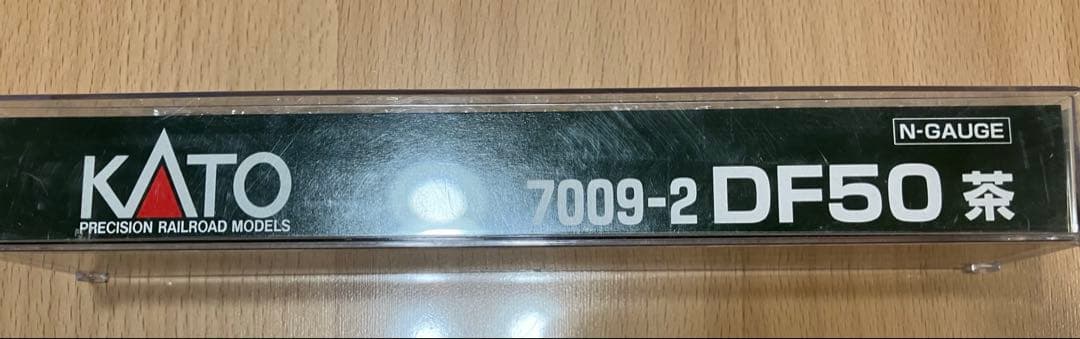 N-GAUGE
KATO
PRECISION RAILROAD MODELS
7009-2 DF50 茶